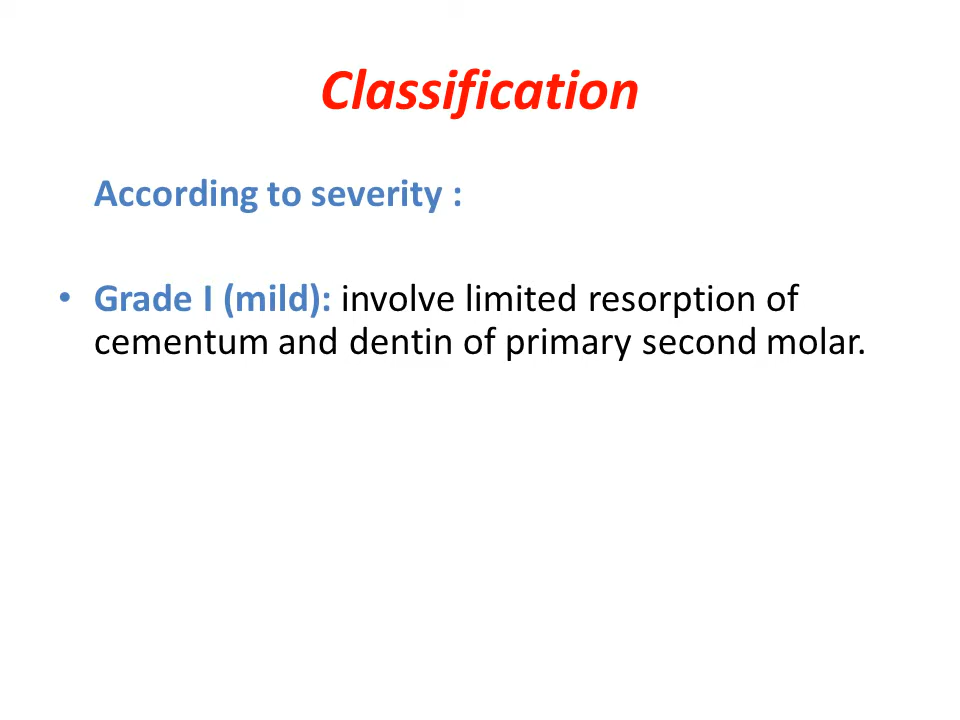 Classification
According to severity :
• Grade I (mild): involve limited resorption of
cementum and dentin of primary second molar.